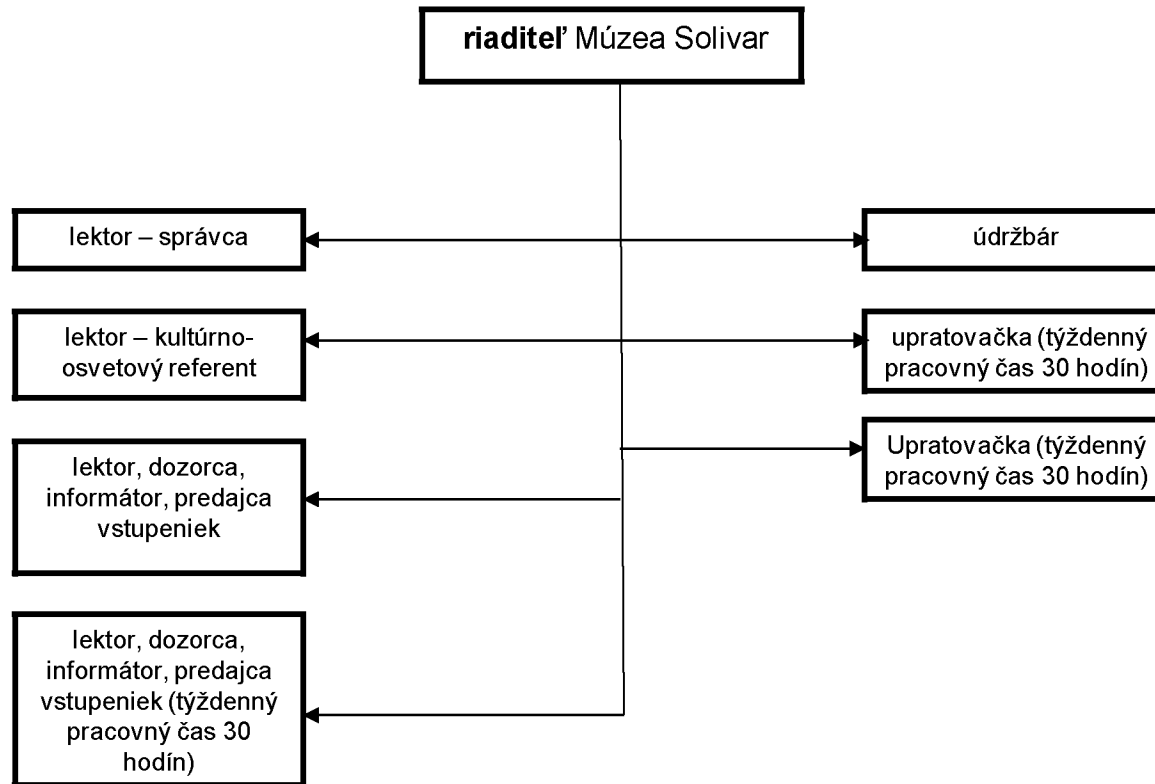 riaditeľ Múzea Solivar
lektor – správca
údržbár
lektor – kultúrno-
osvetový referent
upratovačka (týždenný
pracovný čas 30 hodín)
lektor, dozorca,
informátor, predajca
vstupeniek
Upratovačka (týždenný
pracovný čas 30 hodín)
lektor, dozorca,
informátor, predajca
vstupeniek (týždenný
pracovný čas 30
hodín)